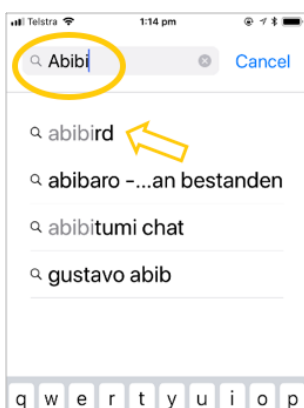 Telstra 1:14 pm
Abibi Cancel
abibird
abibaro -...an bestanden
abibitumi chat
gustavo abib
q w e r t y u i o p